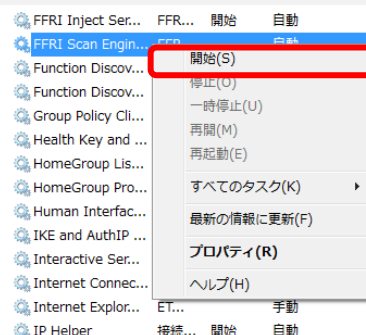 FFRI Inject Ser... FFR... 開始 自動
FFRI Scan Engin...
開始(S)
Function Discov...
停止(O)
Function Discov...
一時停止(U)
Group Policy Cli...
再開(M)
Health Key and ...
再起動(E)
HomeGroup Lis...
HomeGroup Pro...
すべてのタスク(K)
Human Interfac...
最新の情報に更新(F)
IKE and AuthIP ...
プロパティ(R)
Interactive Ser...
Internet Connec...
ヘルプ(H)
Internet Explor... ET... 手動
IP Helper 接続... 開始 自動